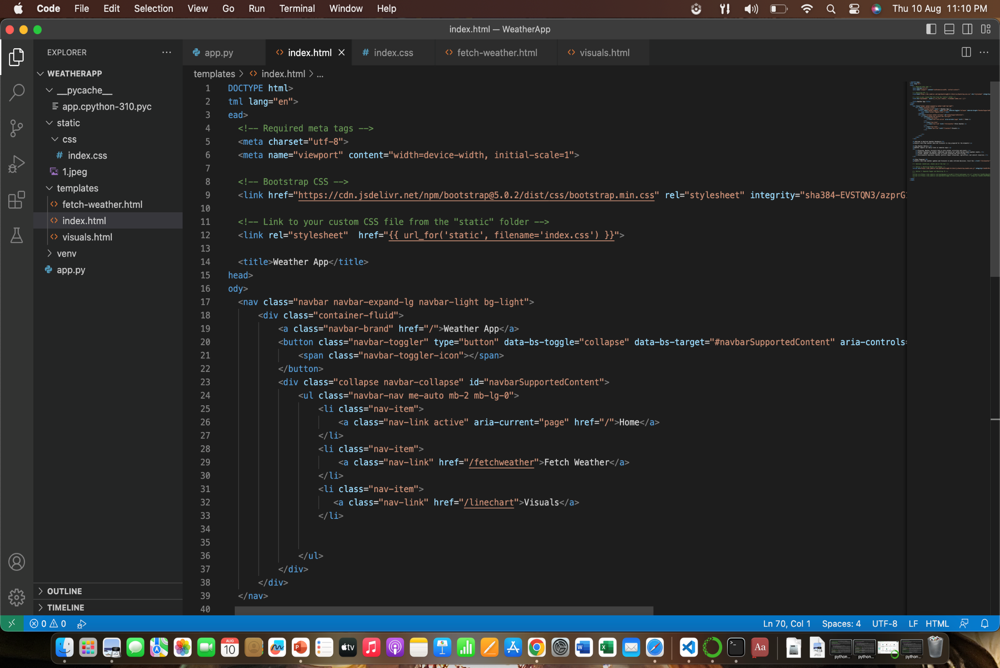 Code File Edit Selection View Go Run Terminal Window Help Thu 10 Aug 11:10 PM
index.html — WeatherApp
EXPLORER
app.py index.html index.css fetch-weather.html visuals.html
WEATHERAPP
__pycache__
app.cpython-310.pyc
static
css
index.css
1.jpeg
templates
fetch-weather.html
index.html
visuals.html
venv
app.py
OUTLINE
TIMELINE
templates > index.html > ...
1 DOCTYPE html>
2 tml lang="en">
3 ead>
4 <!-- Required meta tags -->
5 <meta charset="utf-8">
6 <meta name="viewport" content="width=device-width, initial-scale=1">
7
8 <!-- Bootstrap CSS -->
9 <link href="https://cdn.jsdelivr.net/npm/bootstrap@5.0.2/dist/css/bootstrap.min.css" rel="stylesheet" integrity="sha384-EVSTQN3/azprG
10
11 <!-- Link to your custom CSS file from the "static" folder -->
12 <link rel="stylesheet"  href="{{ url_for('static', filename='index.css') }}">
13
14 <title>Weather App</title>
15 head>
16 ody>
17 <nav class="navbar navbar-expand-lg navbar-light bg-light">
18 <div class="container-fluid">
19 <a class="navbar-brand" href="/">Weather App</a>
20 <button class="navbar-toggler" type="button" data-bs-toggle="collapse" data-bs-target="#navbarSupportedContent" aria-controls=
21 <span class="navbar-toggler-icon"></span>
22 </button>
23 <div class="collapse navbar-collapse" id="navbarSupportedContent">
24 <ul class="navbar-nav me-auto mb-2 mb-lg-0">
25 <li class="nav-item">
26 <a class="nav-link active" aria-current="page" href="/">Home</a>
27 </li>
28 <li class="nav-item">
29 <a class="nav-link" href="/fetchweather">Fetch Weather</a>
30 </li>
31 <li class="nav-item">
32 <a class="nav-link" href="/linechart">Visuals</a>
33 </li>
34
35
36 </ul>
37 </div>
38 </div>
39 </nav>
40
0 0 Ln 70, Col 1 Spaces: 4 UTF-8 LF HTML
AUG
10
P
tv
W
X
Aa
JPEG
python... python... python...